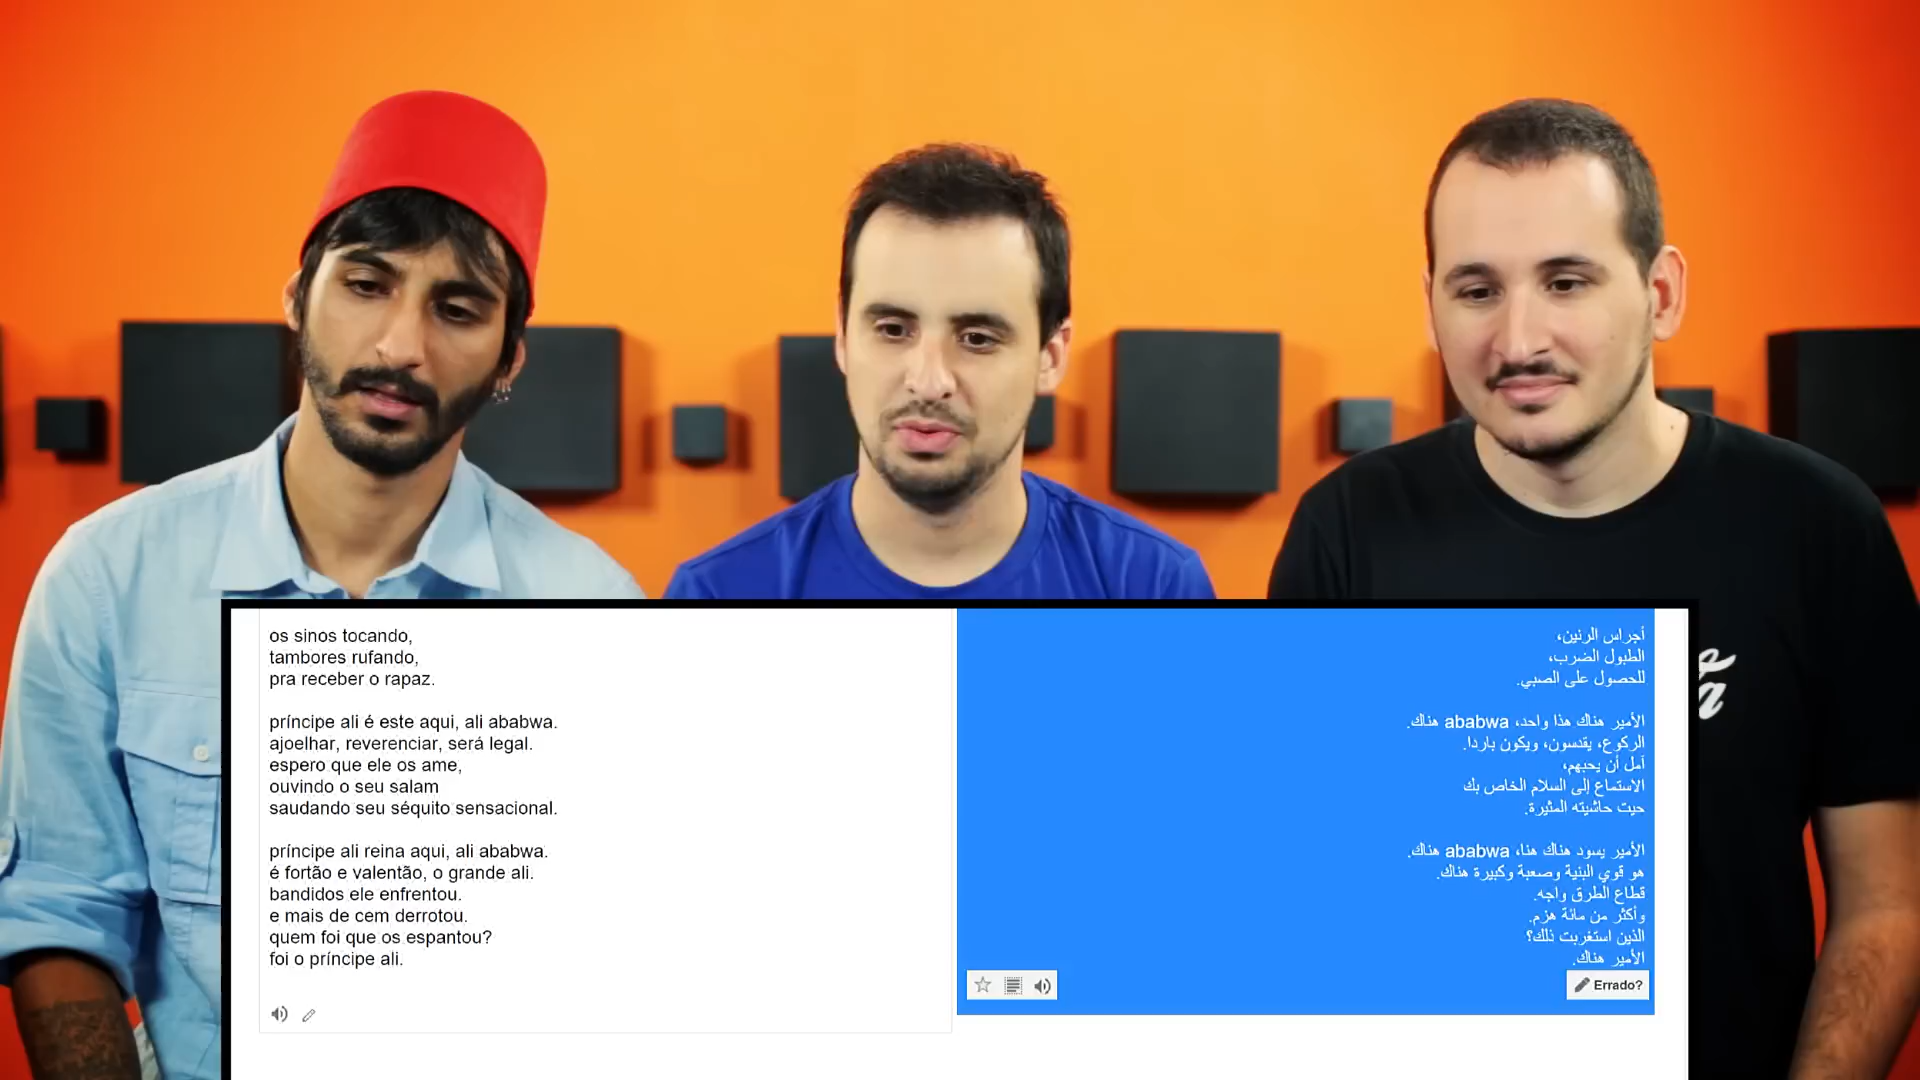 os sinos tocando,
tambores rufando,
pra receber o rapaz.
príncipe ali é este aqui, ali ababwa.
ajoelhar, reverenciar, será legal.
espero que ele os ame,
ouvindo o seu salam
saudando seu séquito sensacional.
príncipe ali reina aqui, ali ababwa.
é fortão e valentão, o grande ali.
bandidos ele enfrentou.
e mais de cem derrotou.
quem foi que os espantou?
foi o príncipe ali.
أجراس الرنين،
الطبول الضرب،
للحصول على الصبي.
الأمير هناك هذا واحد، ababwa هناك.
الركوع، يقدسون، ويكون باردا.
آمل أن يحبهم،
الاستماع إلى السلام الخاص بك
حيت حاشيته المثيرة.
الأمير يسود هناك هنا، ababwa هناك.
هو قوي البنية وصعبة وكبيرة هناك.
قطاع الطرق واجه.
وأكثر من مائة هزم.
الذين استغربت ذلك؟
الأمير هناك.
Errado?